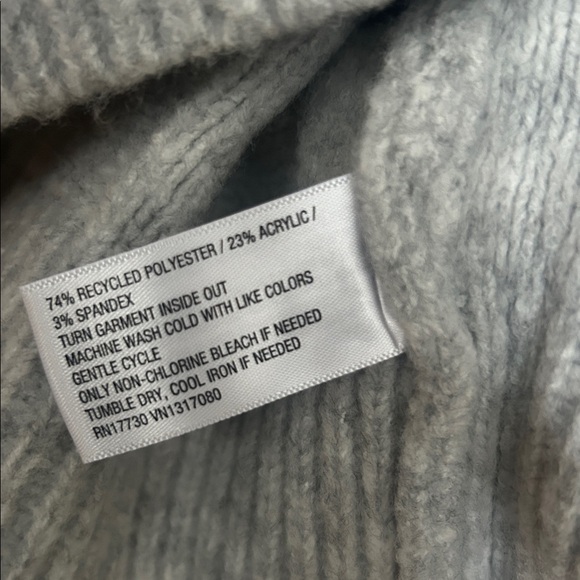 74% RECYCLED POLYESTER / 23% ACRYLIC /
3% SPANDEX
TURN GARMENT INSIDE OUT
MACHINE WASH COLD WITH LIKE COLORS
GENTLE CYCLE
ONLY NON-CHLORINE BLEACH IF NEEDED
TUMBLE DRY, COOL IRON IF NEEDED
RN17730 VN1317080